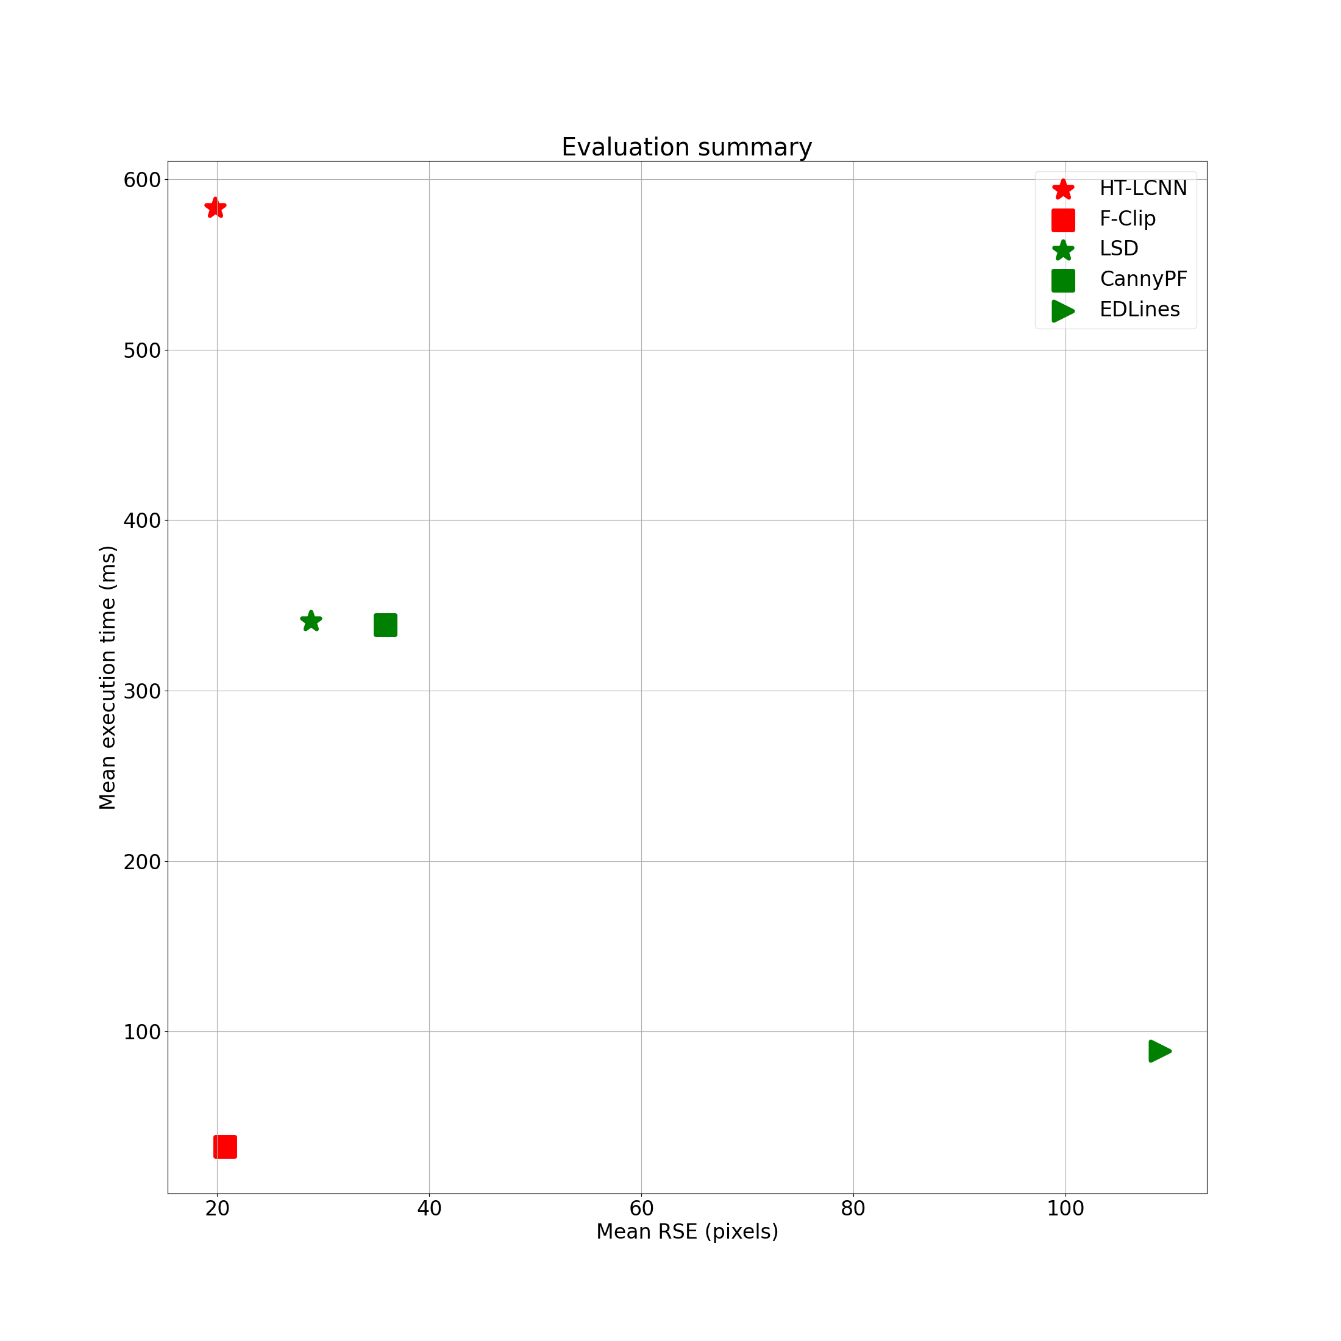 Evaluation summary
600
500
400
300
200
100
Mean execution time (ms)
HT-LCNN
F-Clip
LSD
CannyPF
EDLines
20 40 60 80 100
Mean RSE (pixels)